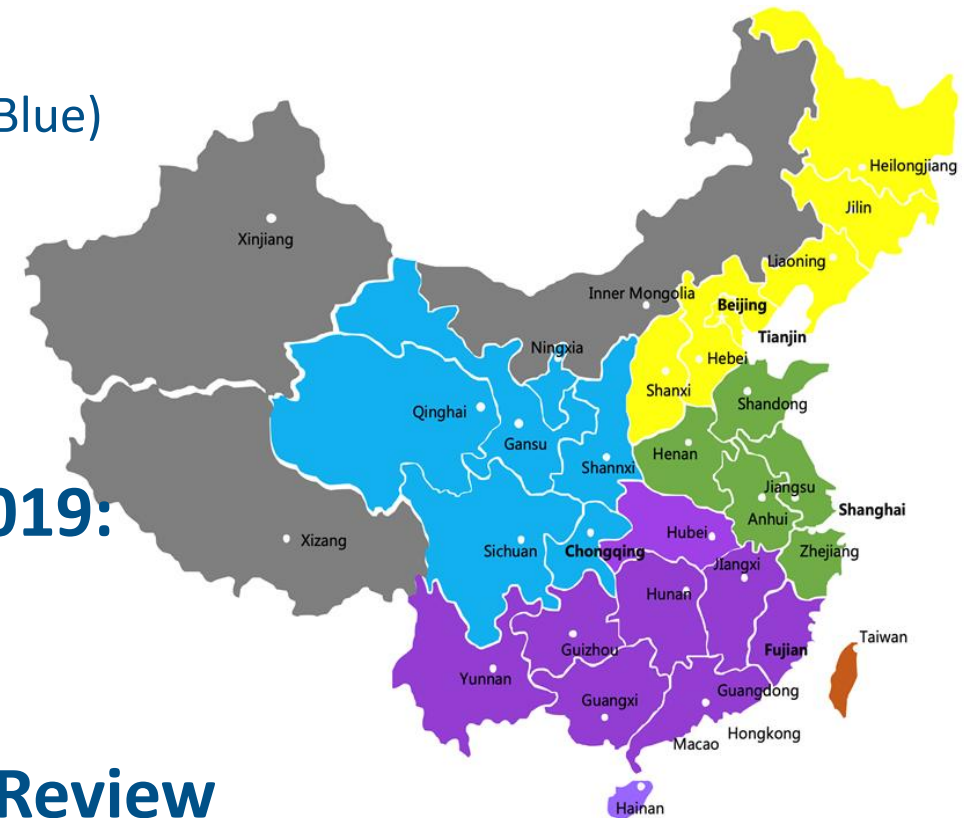 Blue)
Heilongjiang
Jilin
Xinjiang
Liaoning
Inner Mongolia
Beijing
Tianjin
Ningxia
Hebei
Shanxi
Qinghai
Shandong
Gansu
Henan
Shannxi
Jiangsu
019:
Shanghai
Anhui
Xizang
Hubei
Sichuan
Chongqing
Zhejiang
JIangxi
Hunan
Taiwan
Guizhou
Fujian
Yunnan
Guangdong
Guangxi
Hongkong
Macao
Review
Hainan